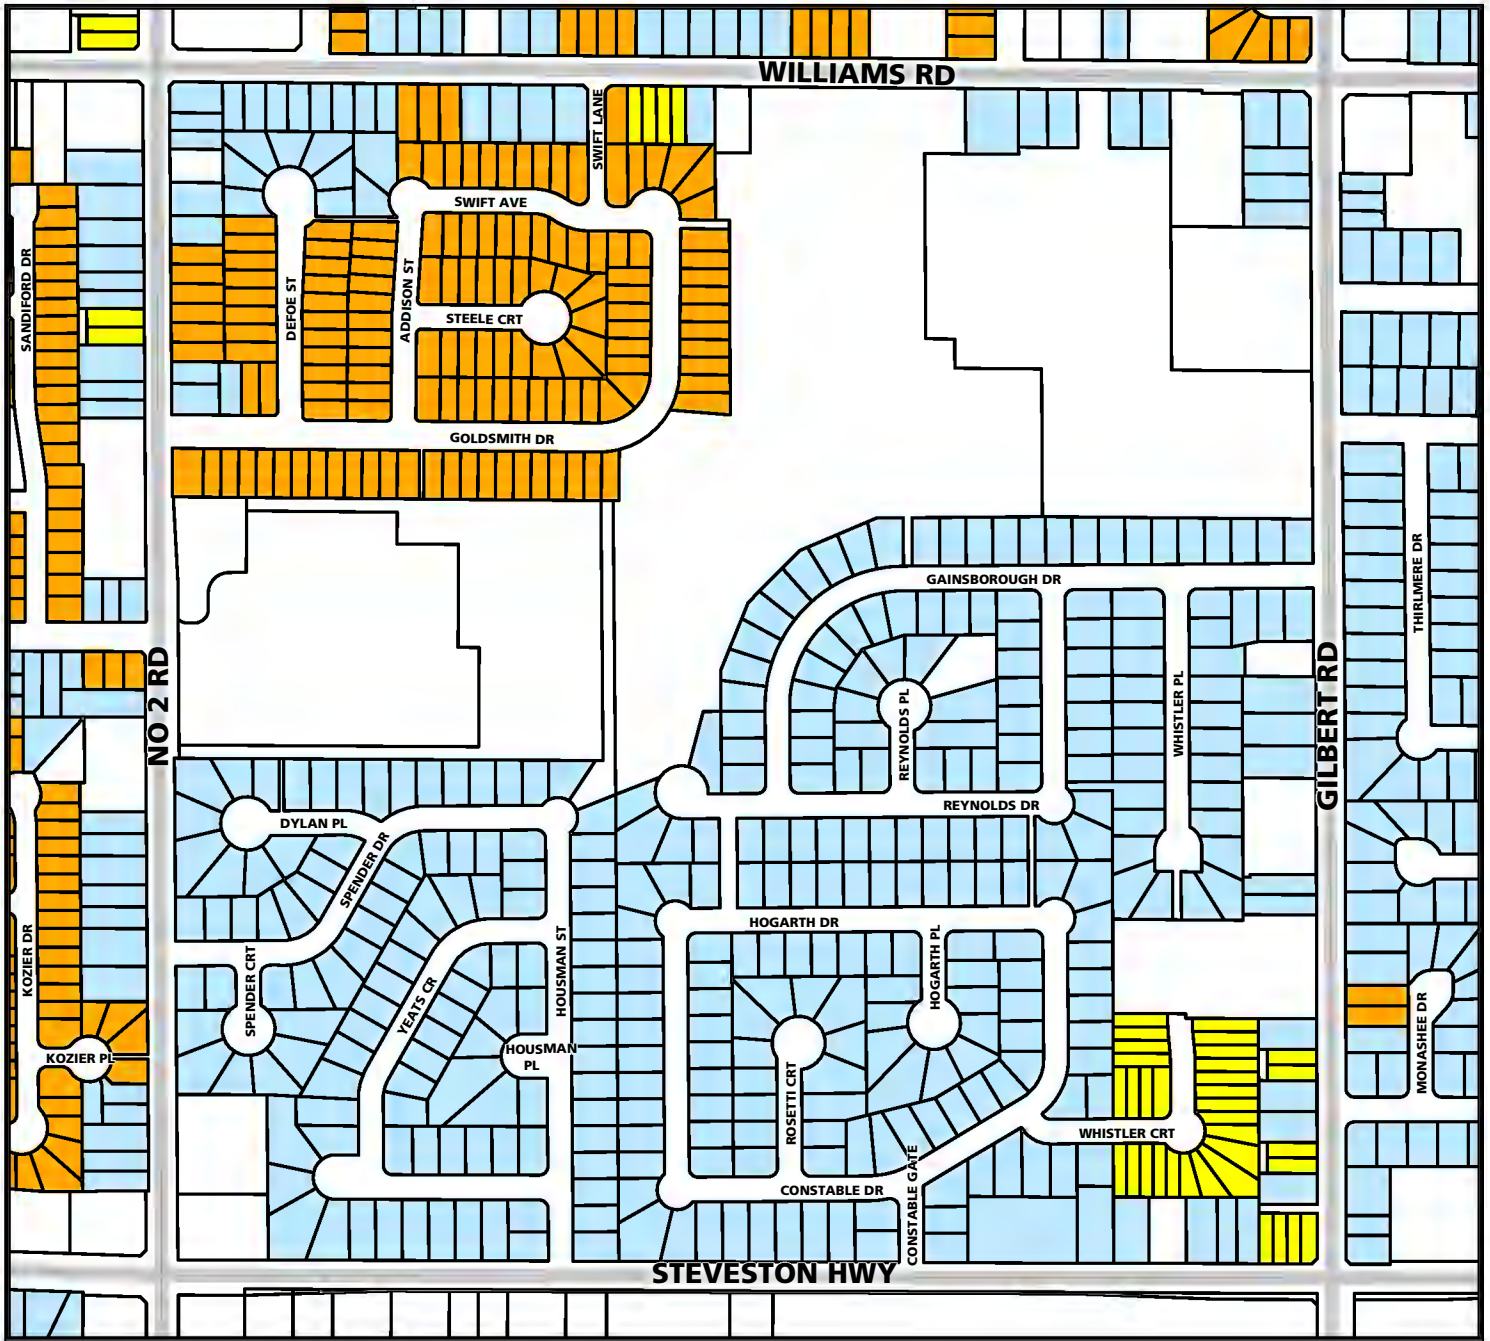 WILLIAMS RD
SWIFT LANE
SWIFT AVE
SANDIFORD DR
DEFOE ST
ADDISON ST
STEELE CRT
GOLDSMITH DR
THIRLMERE DR
GAINSBOROUGH DR
NO 2 RD
GILBERT RD
WHISTLER PL
REYNOLDS PL
REYNOLDS DR
DYLAN PL
SPENDER DR
HOGARTH DR
KOZIER DR
SPENDER CRT
YEATS CR
HOUSMAN ST
HOGARTH PL
HOUSMAN
PL
KOZIER PL
MONASHEE DR
ROSETTI CRT
WHISTLER CRT
CONSTABLE GATE
CONSTABLE DR
STEVESTON HWY